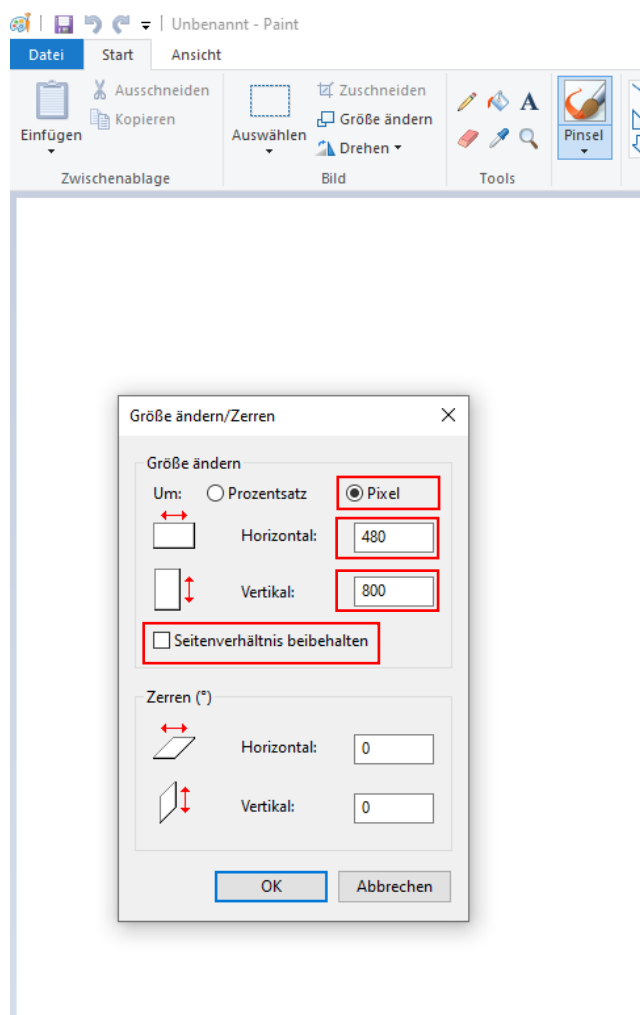 Unbenannt - Paint
Datei Start Ansicht
Einfügen
Ausschneiden
Kopieren
Zwischenablage
Auswählen
Zuschneiden
Größe ändern
Drehen
Bild
A
Tools
Pinsel
Größe ändern/Zerren
Größe ändern
Um: Prozentsatz Pixel
Horizontal: 480
Vertikal: 800
Seitenverhältnis beibehalten
Zerren (°)
Horizontal: 0
Vertikal: 0
OK Abbrechen